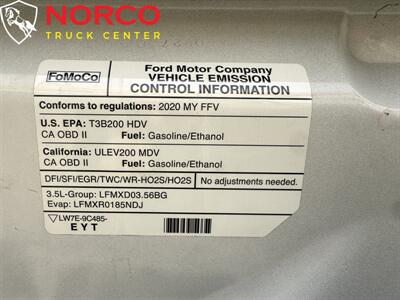 NORCO
TRUCK CENTER
FoMoCo
Ford Motor Company
VEHICLE EMISSION
CONTROL INFORMATION
Conforms to regulations: 2020 MY FFV
U.S. EPA: T3B200 HDV
CA OBD II Fuel: Gasoline/Ethanol
California: ULEV200 MDV
CA OBD II Fuel: Gasoline/Ethanol
DFI/SFI/EGR/TWC/WR-HO2S/HO2S No adjustments needed.
3.5L-Group: LFMXD03.56BG
Evap: LFMXR0185NDJ
LW7E-9C485-
EYT